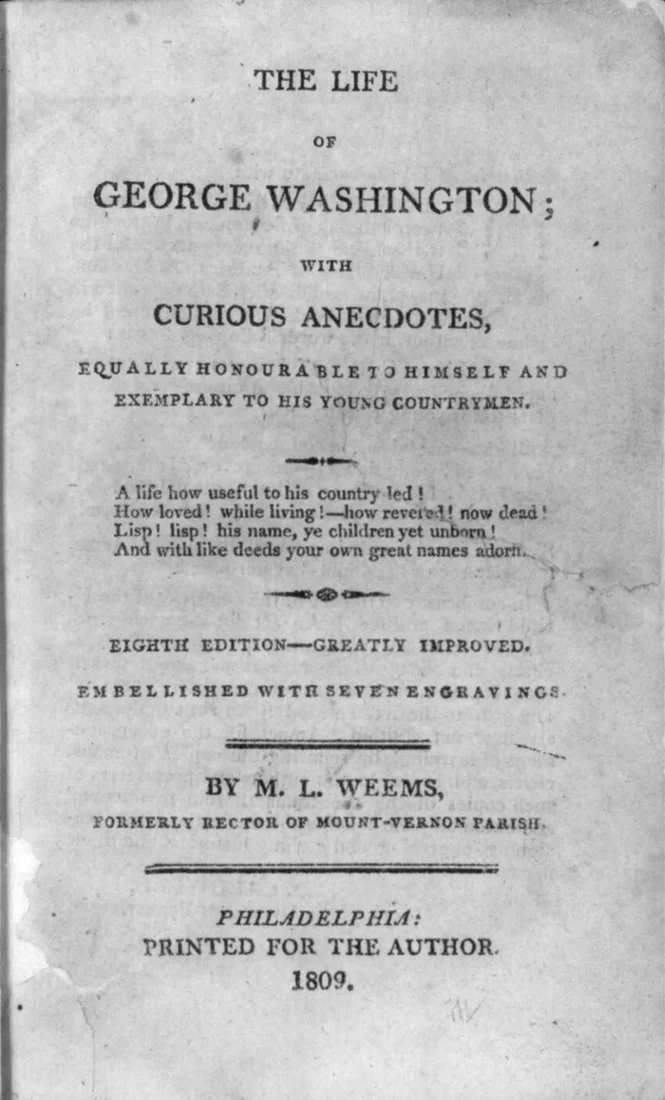 THE LIFE
OF
GEORGE WASHINGTON;
WITH
CURIOUS ANECDOTES,
EQUALLY HONOURABLE TO HIMSELF AND
EXEMPLARY TO HIS YOUNG COUNTRYMEN.
A life how useful to his country led!
How loved! while living!—how revered! now dead!
Lisp! lisp! his name, ye children yet unborn!
And with like deeds your own great names adorn.
EIGHTH EDITION—GREATLY IMPROVED.
EMBELLISHED WITH SEVEN ENGRAVINGS.
BY M. L. WEEMS,
FORMERLY RECTOR OF MOUNT-VERNON PARISH.
PHILADELPHIA:
PRINTED FOR THE AUTHOR.
1809.